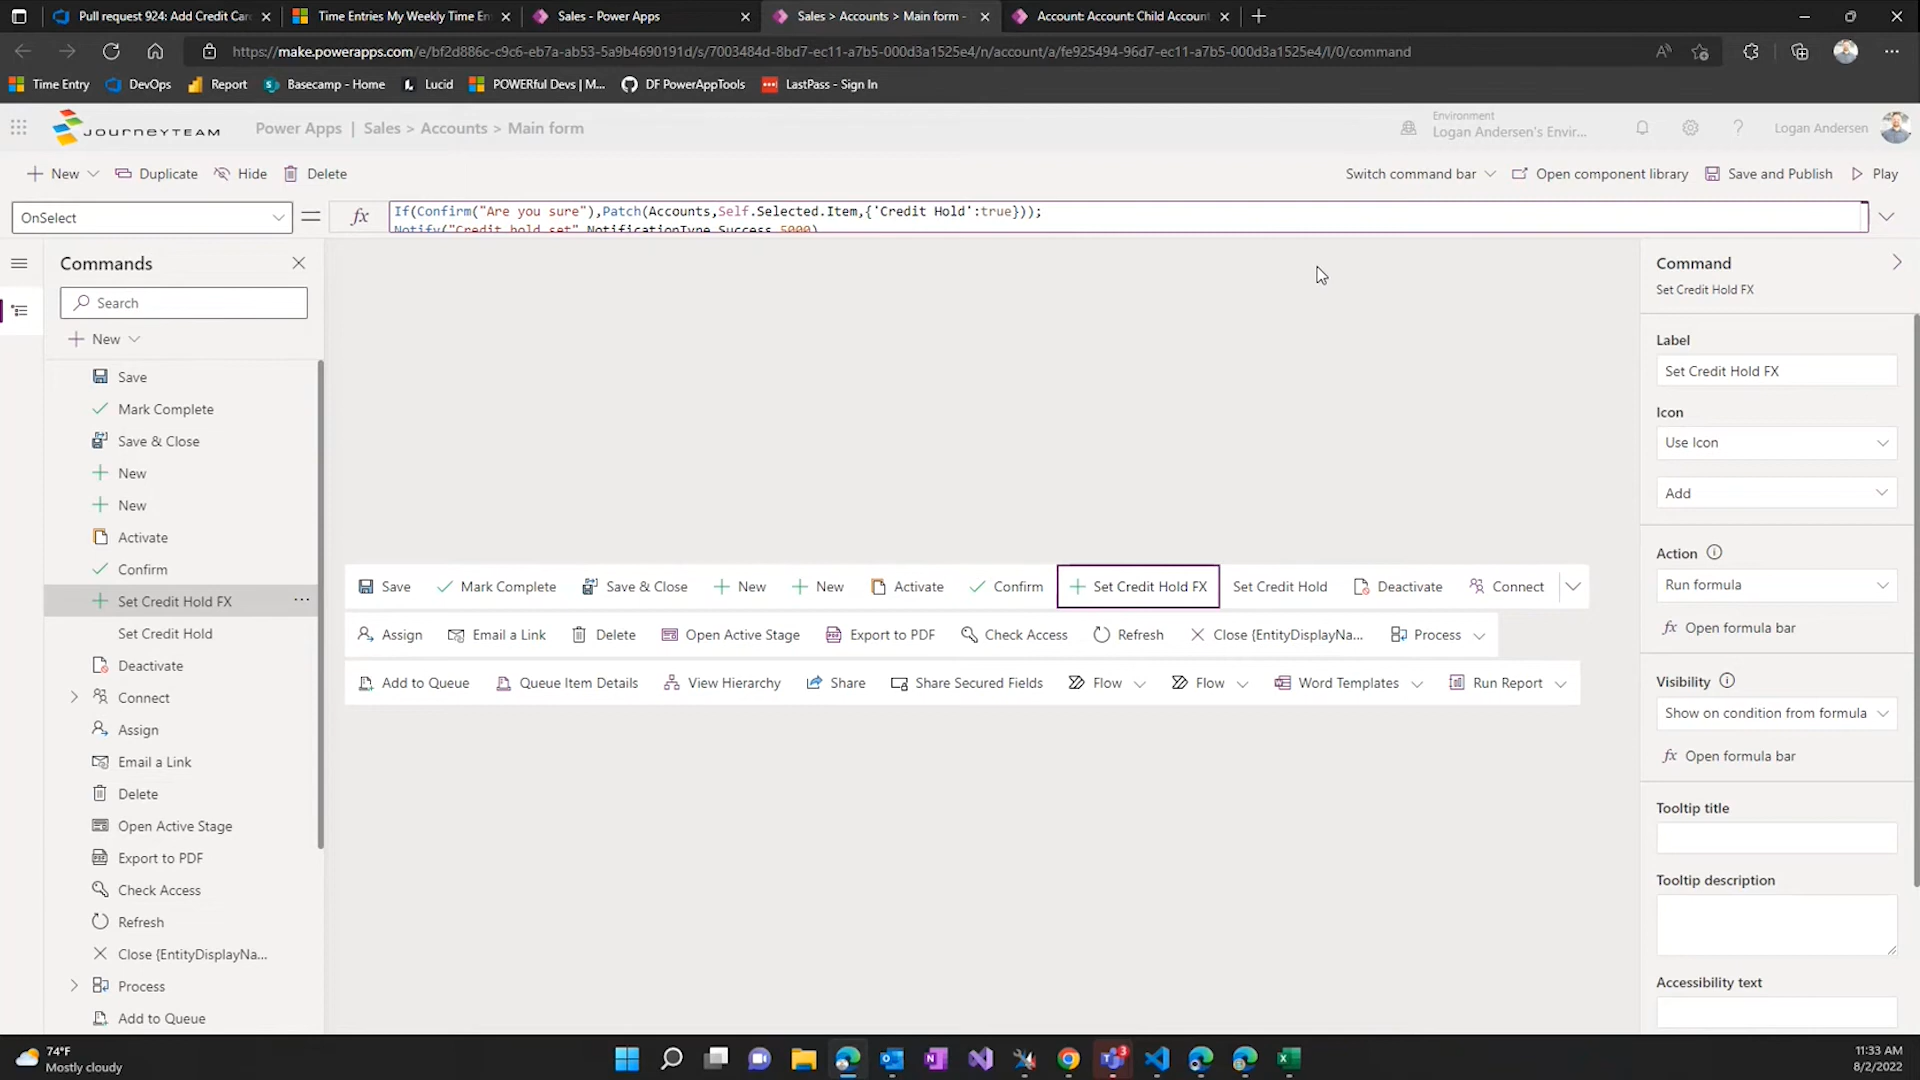 Pull request 924: Add Credit Car
Time Entries My Weekly Time En
Sales - Power Apps
Sales > Accounts > Main form -
Account: Account: Child Account
https://make.powerapps.com/e/bf2d886c-c9c6-eb7a-ab53-5a9b4690191d/s/7003484d-8bd7-ec11-a7b5-000d3a1525e4/n/account/a/fe925494-96d7-ec11-a7b5-000d3a1525e4/l/0/command
Time Entry
DevOps
Report
Basecamp - Home
Lucid
POWERful Devs | M...
DF PowerAppTools
LastPass - Sign In
JOURNEYTEAM
Power Apps | Sales > Accounts > Main form
Environment
Logan Andersen's Envir...
Logan Andersen
New
Duplicate
Hide
Delete
Switch command bar
Open component library
Save and Publish
Play
OnSelect
= fx
If(Confirm("Are you sure"),Patch(Accounts,Self.Selected.Item,{'Credit Hold':true}));
Notify("Credit hold set",NotificationType.Success,5000)
Commands
Search
New
Save
Mark Complete
Save & Close
New
New
Activate
Confirm
Set Credit Hold FX ...
Set Credit Hold
Deactivate
Connect
Assign
Email a Link
Delete
Open Active Stage
Export to PDF
Check Access
Refresh
Close {EntityDisplayNa...
Process
Add to Queue
Save
Mark Complete
Save & Close
New
New
Activate
Confirm
Set Credit Hold FX
Set Credit Hold
Deactivate
Connect
Assign
Email a Link
Delete
Open Active Stage
Export to PDF
Check Access
Refresh
Close {EntityDisplayNa...
Process
Add to Queue
Queue Item Details
View Hierarchy
Share
Share Secured Fields
Flow
Flow
Word Templates
Run Report
Command
Set Credit Hold FX
Label
Set Credit Hold FX
Icon
Use Icon
Add
Action
Run formula
fx Open formula bar
Visibility
Show on condition from formula
fx Open formula bar
Tooltip title
Tooltip description
Accessibility text
74°F
Mostly cloudy
3
11:33 AM
8/2/2022